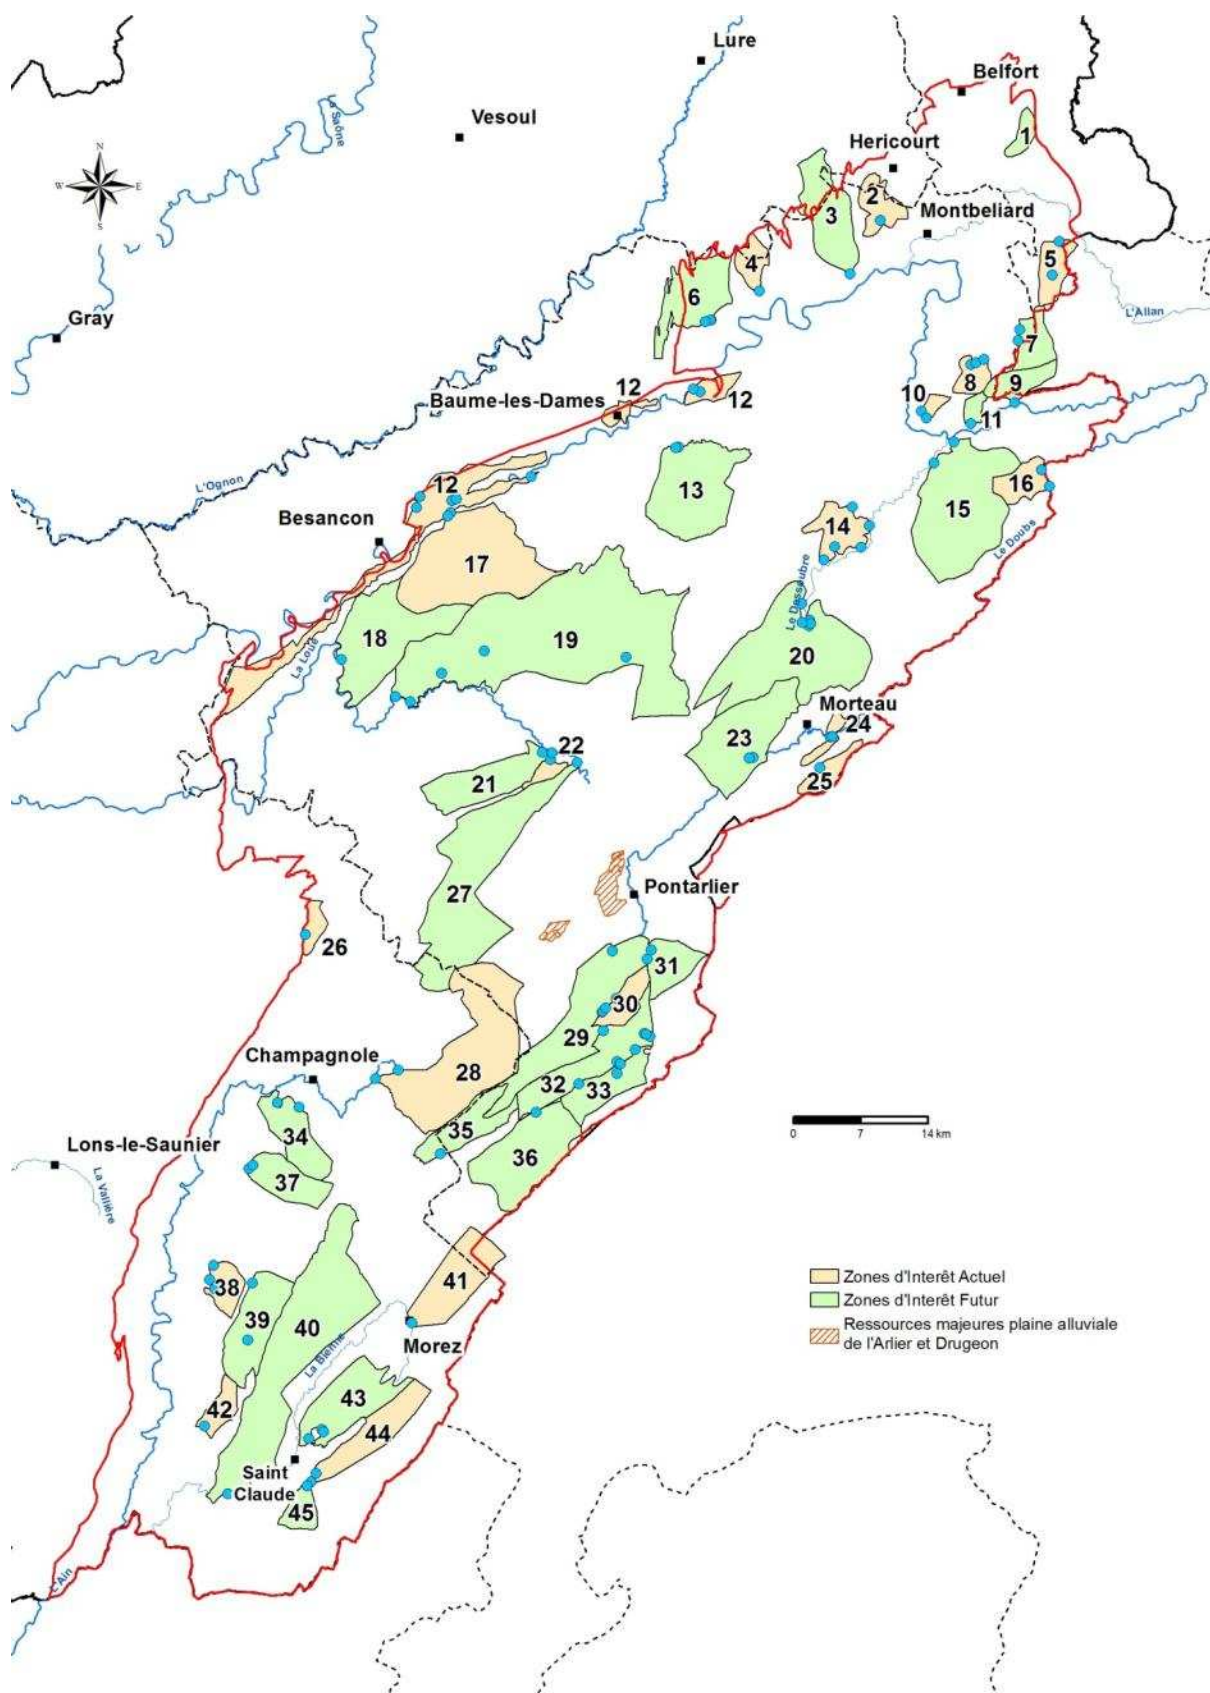 Lure
Belfort
Vesoul
La Saône
1
Hericourt
N
W
E
S
2
3
Montbeliard
4
5
6
Gray
L'Allan
7
8
9
12
10
Baume-les-Dames
12
11
L'Ognon
12
13
16
15
Besancon
14
Le Doubs
17
Le Dessoubre
18
19
20
La Loue
Morteau
24
23
22
21
25
27
Pontarlier
26
31
30
29
Champagnole
28
32
33
0
7
14 km
34
35
Lons-le-Saunier
36
37
La Vallière
Zones d'Interêt Actuel
Zones d'Interêt Futur
Ressources majeures plaine alluviale
de l'Arlier et Drugeon
38
41
39
40
Morez
La Bienne
43
42
44
Saint
Claude
45
L'Ain